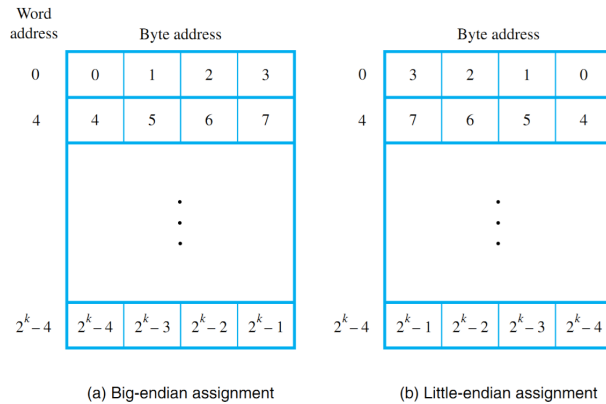 Word
address
Byte address
0 0 1 2 3
4 4 5 6 7
2^k – 4 2^k – 4 2^k – 3 2^k – 2 2^k – 1
(a) Big-endian assignment
Byte address
0 3 2 1 0
4 7 6 5 4
2^k – 4 2^k – 1 2^k – 2 2^k – 3 2^k – 4
(b) Little-endian assignment